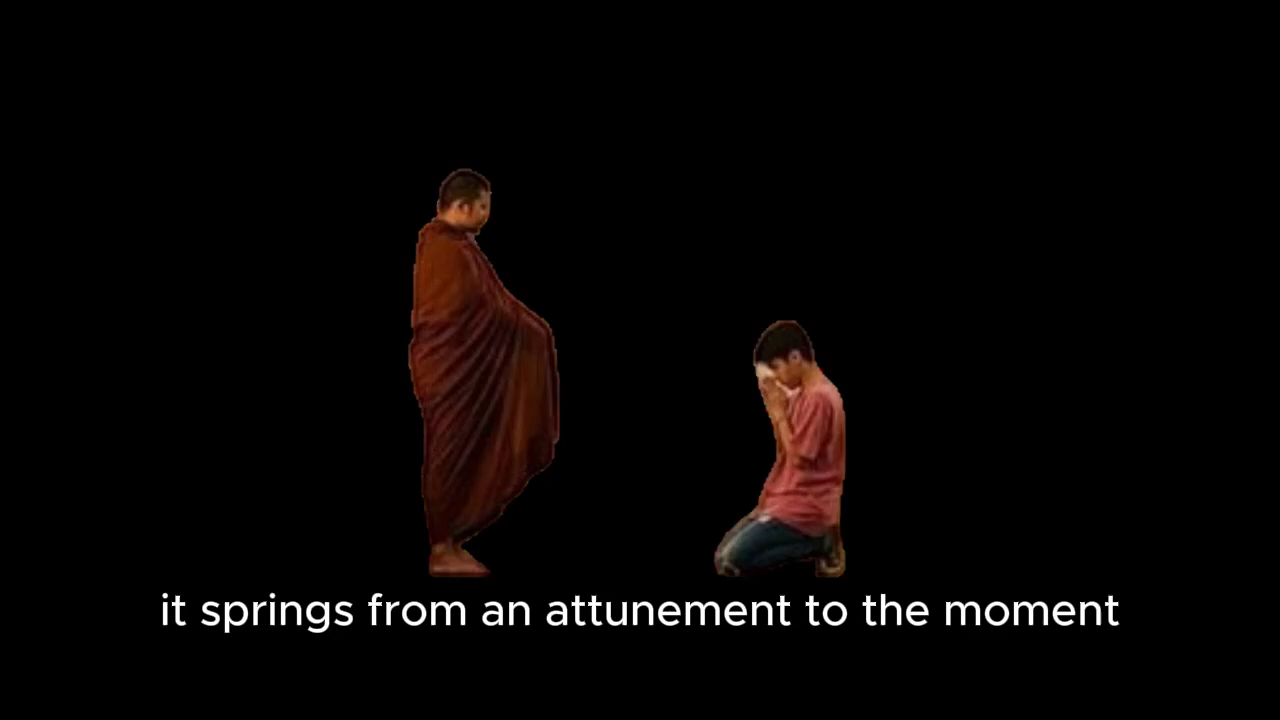 it springs from an attunement to the moment